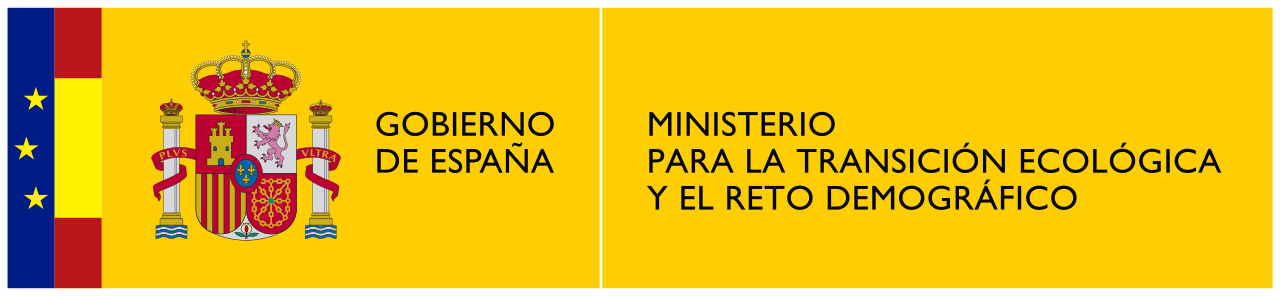 PLVS VLTRA
GOBIERNO
DE ESPAÑA
MINISTERIO
PARA LA TRANSICIÓN ECOLÓGICA
Y EL RETO DEMOGRÁFICO